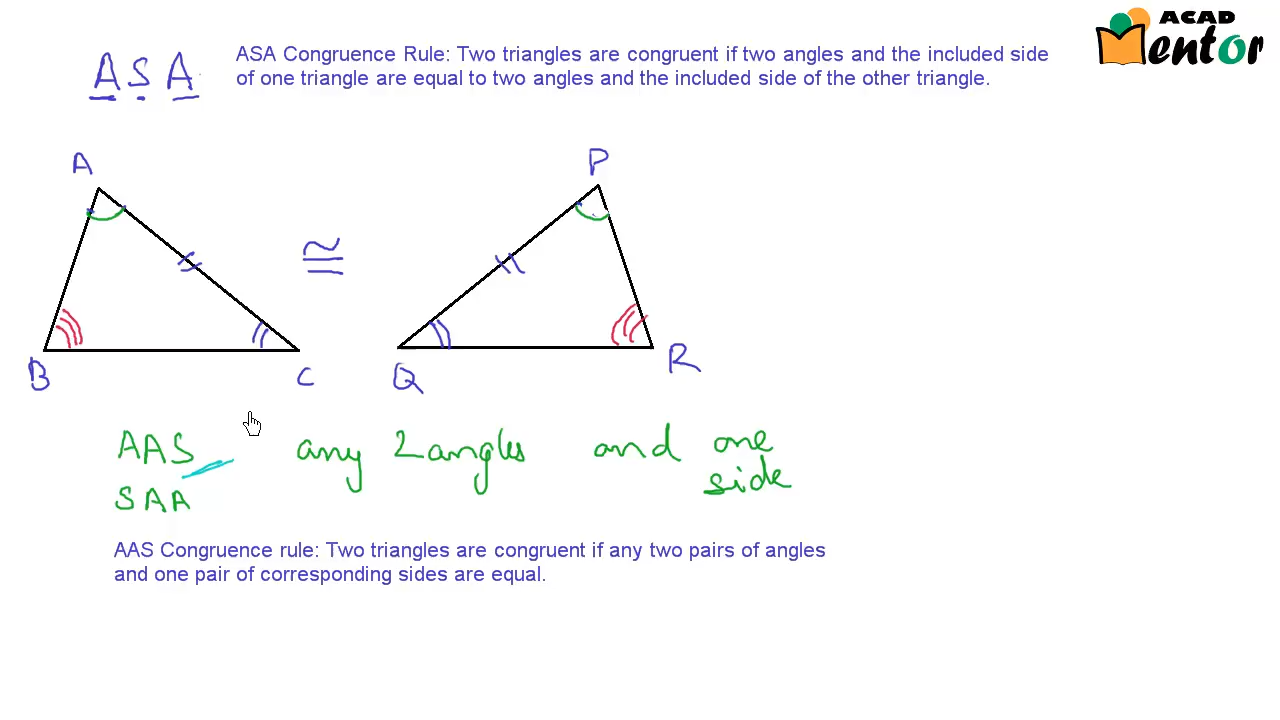 ACAD
Mentor
A S A
ASA Congruence Rule: Two triangles are congruent if two angles and the included side
of one triangle are equal to two angles and the included side of the other triangle.
A
P
≅
B
C
Q
R
AAS any 2 angles and one
side
SAA
AAS Congruence rule: Two triangles are congruent if any two pairs of angles
and one pair of corresponding sides are equal.